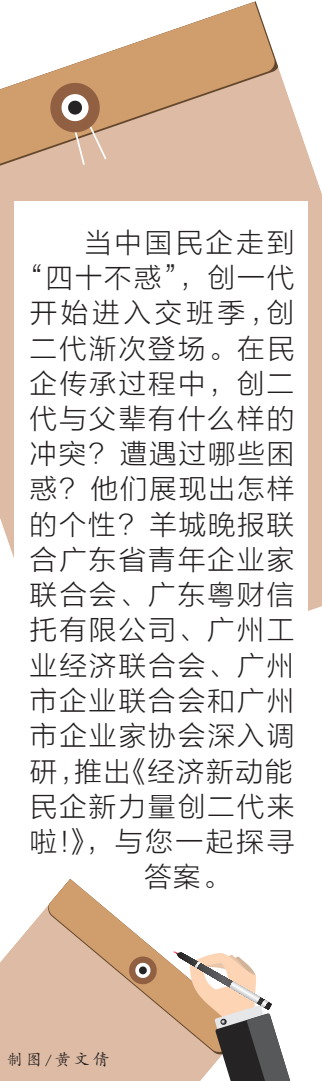 当中国民企走到
“四十不惑”，创一代
开始进入交班季，创
二代渐次登场。在民
企传承过程中，创二
代与父辈有什么样的
冲突？遭遇过哪些困
惑？他们展现出怎样
的个性？羊城晚报联
合广东省青年企业家
联合会、广东粤财信
托有限公司、广州工
业经济联合会、广州
市企业联合会和广州
市企业家协会深入调
研，推出《经济新动能
民企新力量创二代来
啦!》，与您一起探寻
答案。
制图/黄文倩